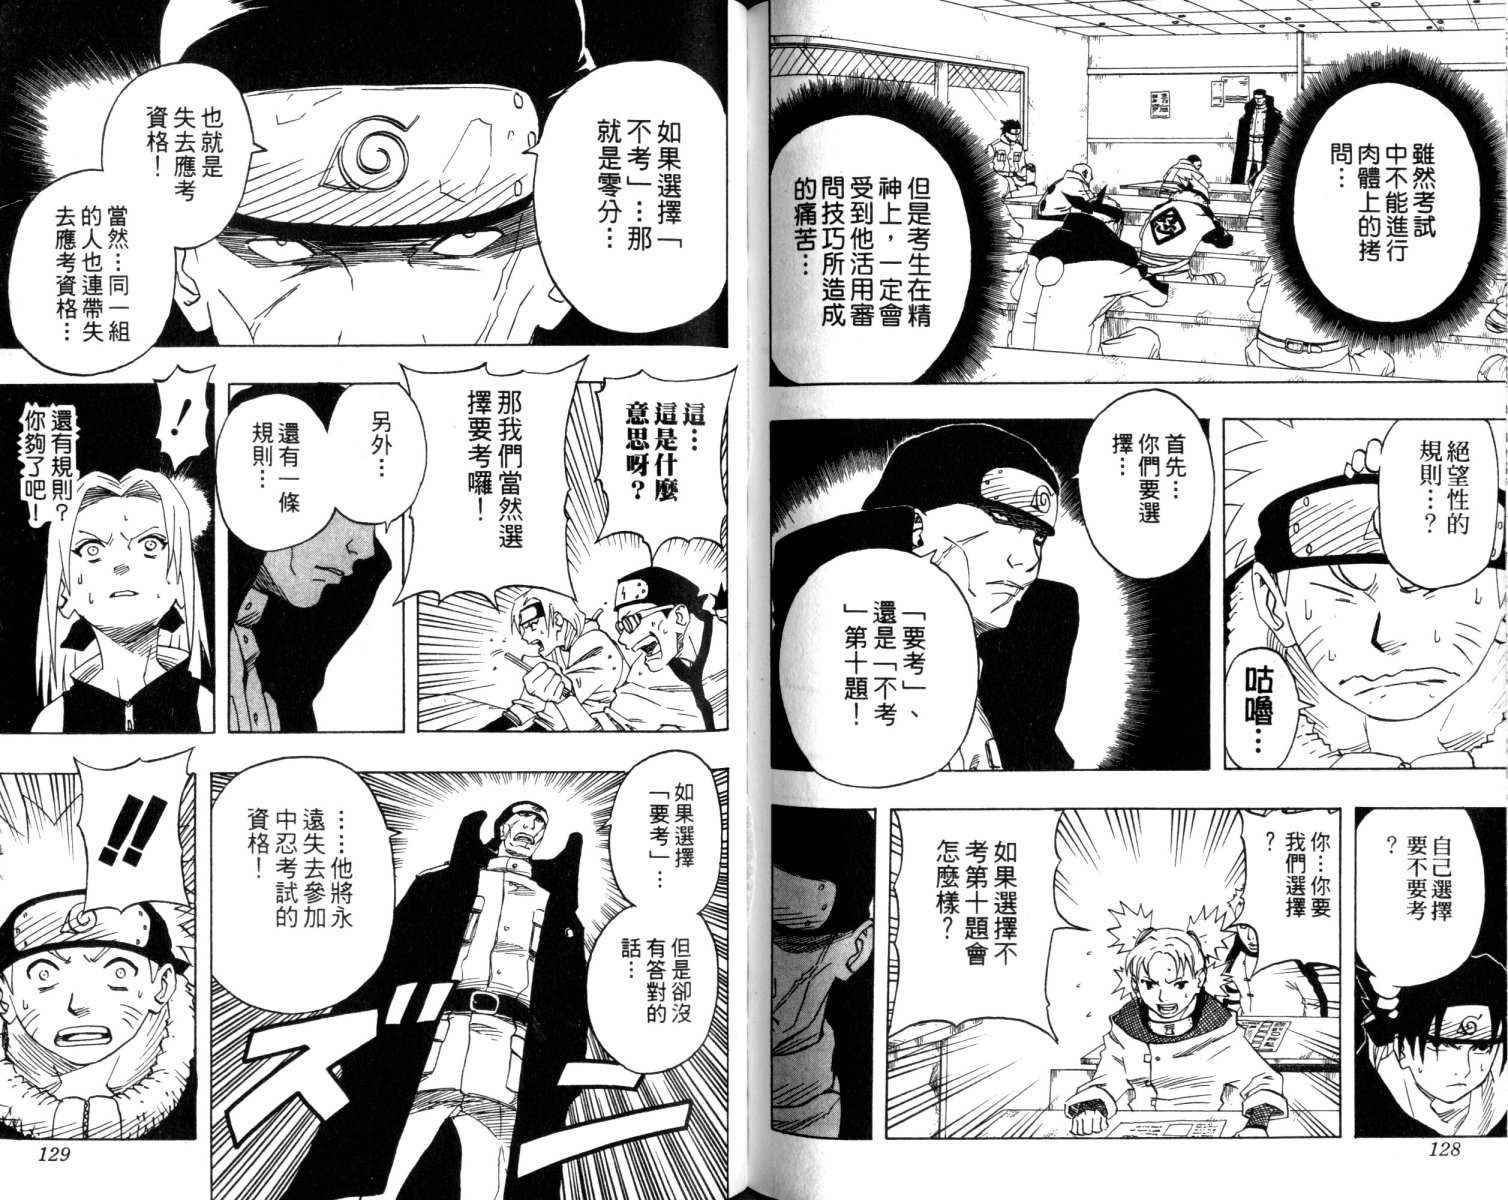 雖然考試
中不能進行
肉體上的拷
問…
但是考生在精
神上，一定會
受到他活用審
問技巧所造成
的痛苦…
絕望性的
規則…？
咕嚕…
首先…
你們要選
擇…
「要考」、
還是「不考
」第十題！
自己選擇
要不要考
？
你…你要
我們選擇
？
如果選擇不
考第十題會
怎麼樣？
128
如果選擇「
不考」…那
就是零分…
也就是
失去應考
資格！
當然…同一組
的人也連帶失
去應考資格…
這…
這是什麼
意思呀？
那我們當然選
擇要考囉！
另外…
還有一條
規則…
！
還有規則？
你夠了吧！
如果選擇
「要考」…
但是卻沒
有答對的
話…
……他將永
遠失去參加
中忍考試的
資格！
ズズ
！！
129